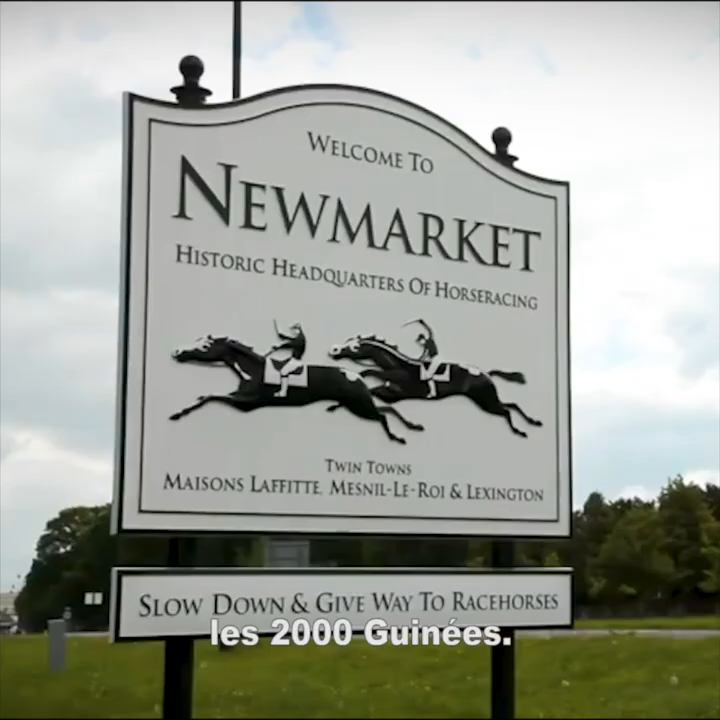 WELCOME TO
NEWMARKET
HISTORIC HEADQUARTERS OF HORSERACING
TWIN TOWNS
MAISONS LAFFITTE, MESNIL-LE-ROI & LEXINGTON
SLOW DOWN & GIVE WAY TO RACEHORSES
les 2000 Guinées.